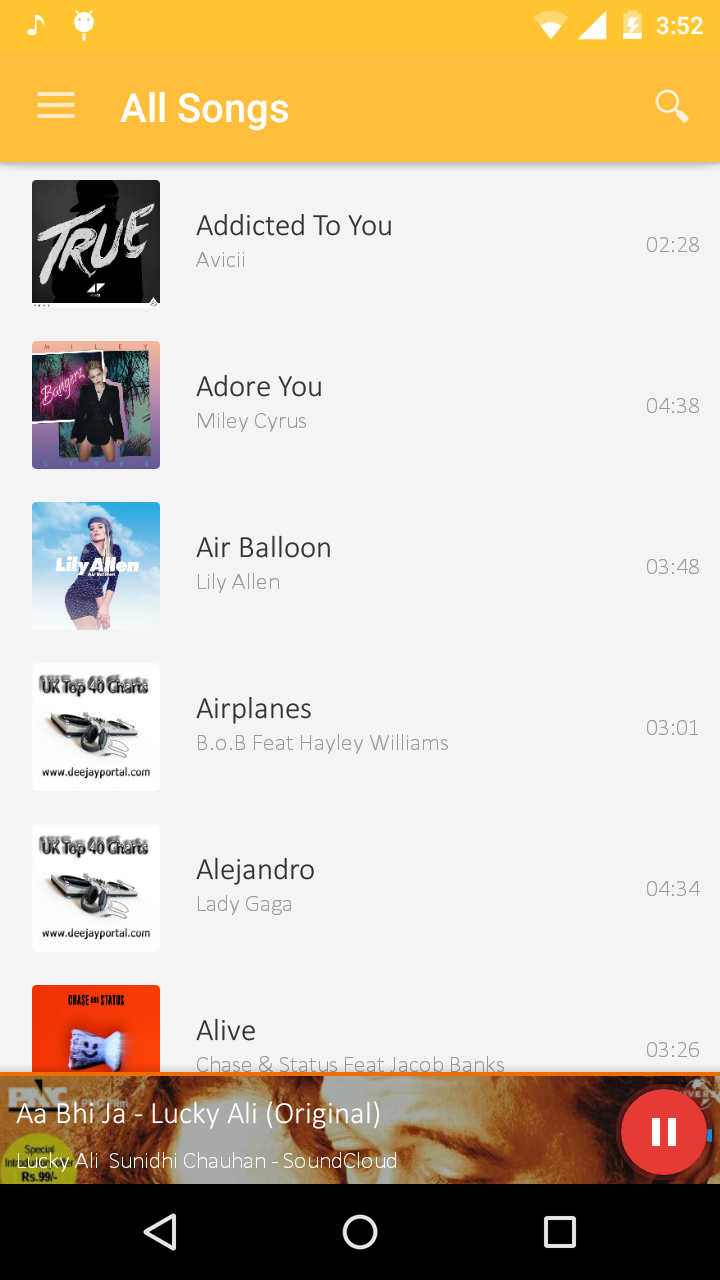 3:52
All Songs
TRUE
Addicted To You
Avicii
02:28
MILEY
Bangerz
CYRUS
Adore You
Miley Cyrus
04:38
Lily Allen
Air Balloon
Air Balloon
Lily Allen
03:48
UK Top 40 Charts
www.deejayportal.com
Airplanes
B.o.B Feat Hayley Williams
03:01
UK Top 40 Charts
www.deejayportal.com
Alejandro
Lady Gaga
04:34
CHASE AND STATUS
Alive
Chase & Status Feat Jacob Banks
03:26
PNC
Aa Bhi Ja - Lucky Ali (Original)
Special
Lucky Ali Sunidhi Chauhan - SoundCloud
Rs.99/-